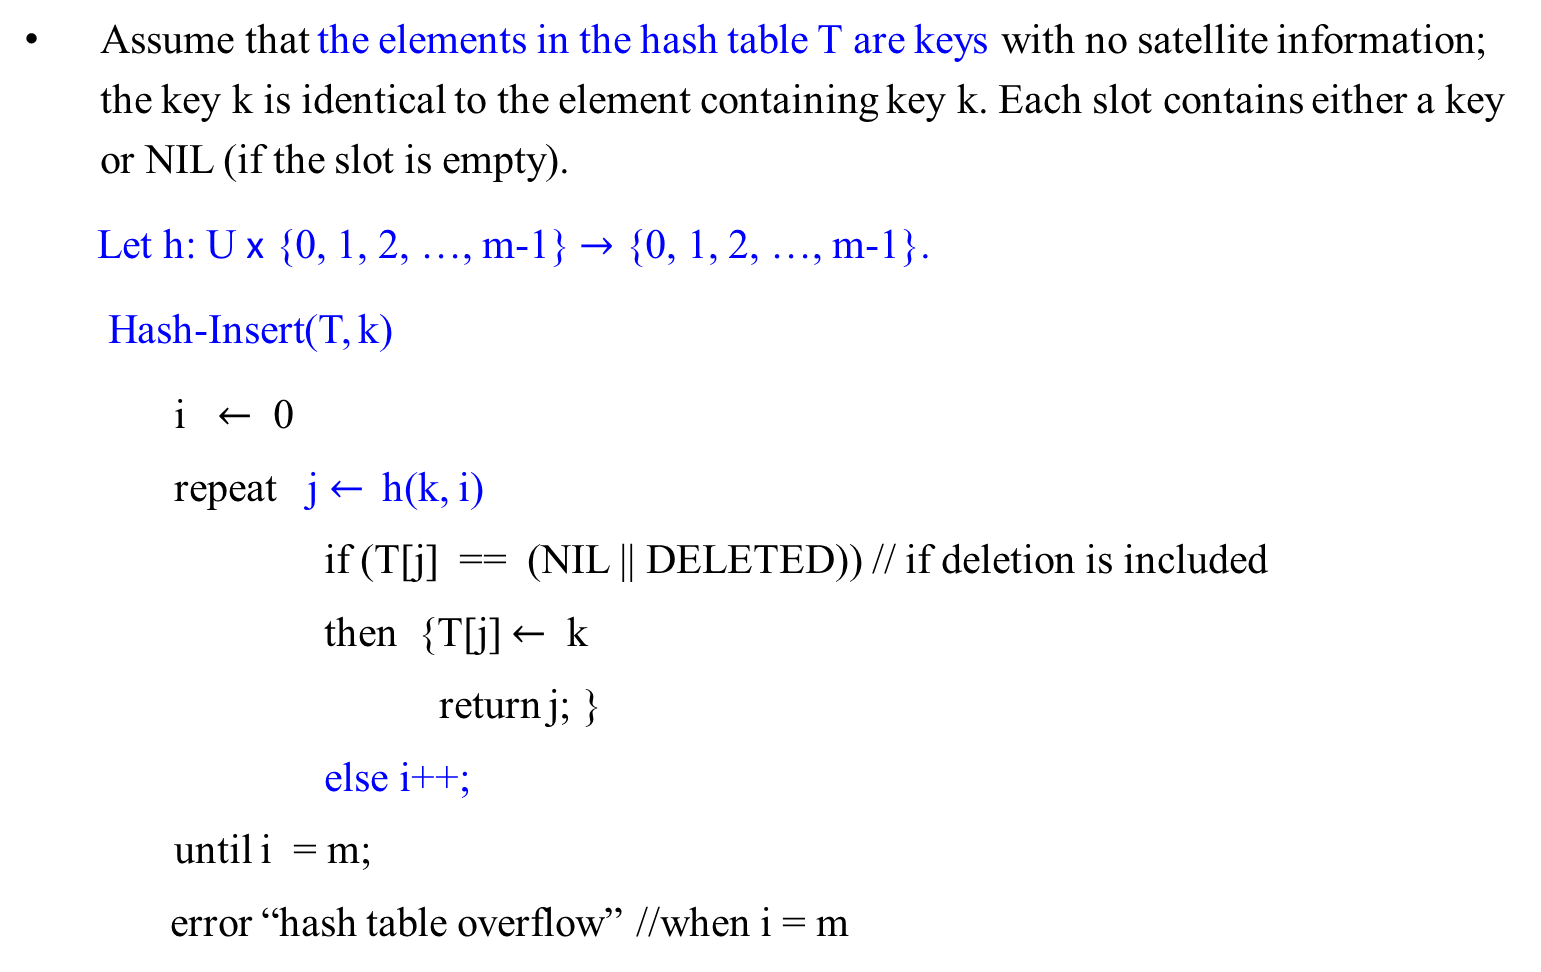 • Assume that the elements in the hash table T are keys with no satellite information;
the key k is identical to the element containing key k. Each slot contains either a key
or NIL (if the slot is empty).
Let h: U x {0, 1, 2, …, m-1} → {0, 1, 2, …, m-1}.
Hash-Insert(T, k)
i ← 0
repeat j ← h(k, i)
if (T[j] == (NIL || DELETED)) // if deletion is included
then {T[j] ← k
return j; }
else i++;
until i = m;
error “hash table overflow” //when i = m